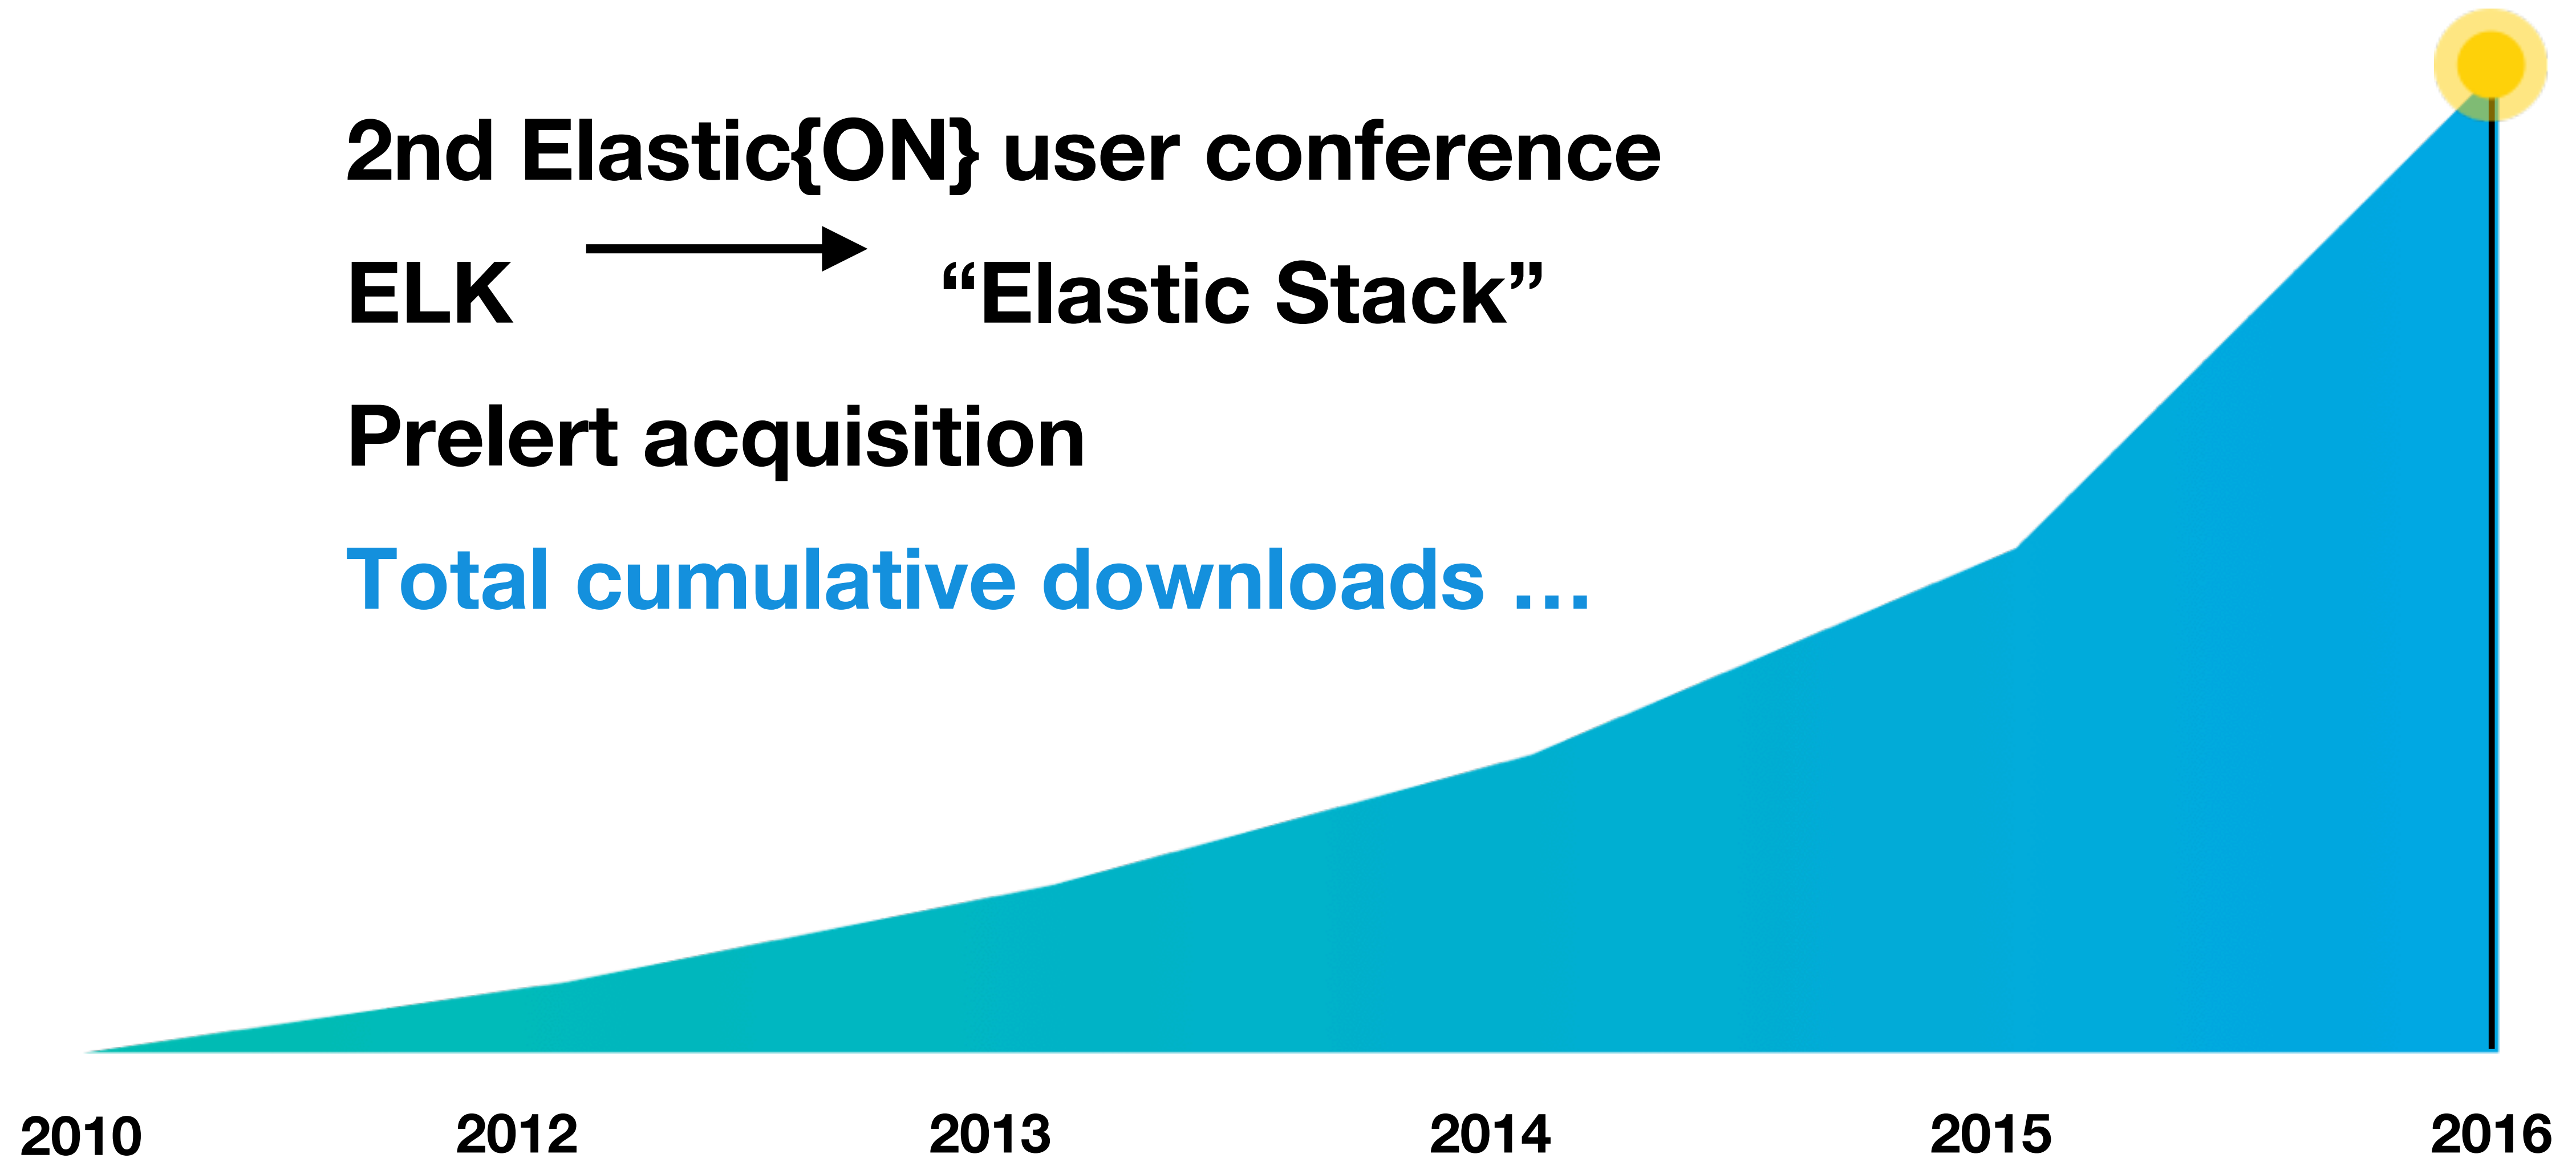 2nd Elastic{ON} user conference
ELK “Elastic Stack”
Prelert acquisition
Total cumulative downloads …
2010 2012 2013 2014 2015 2016